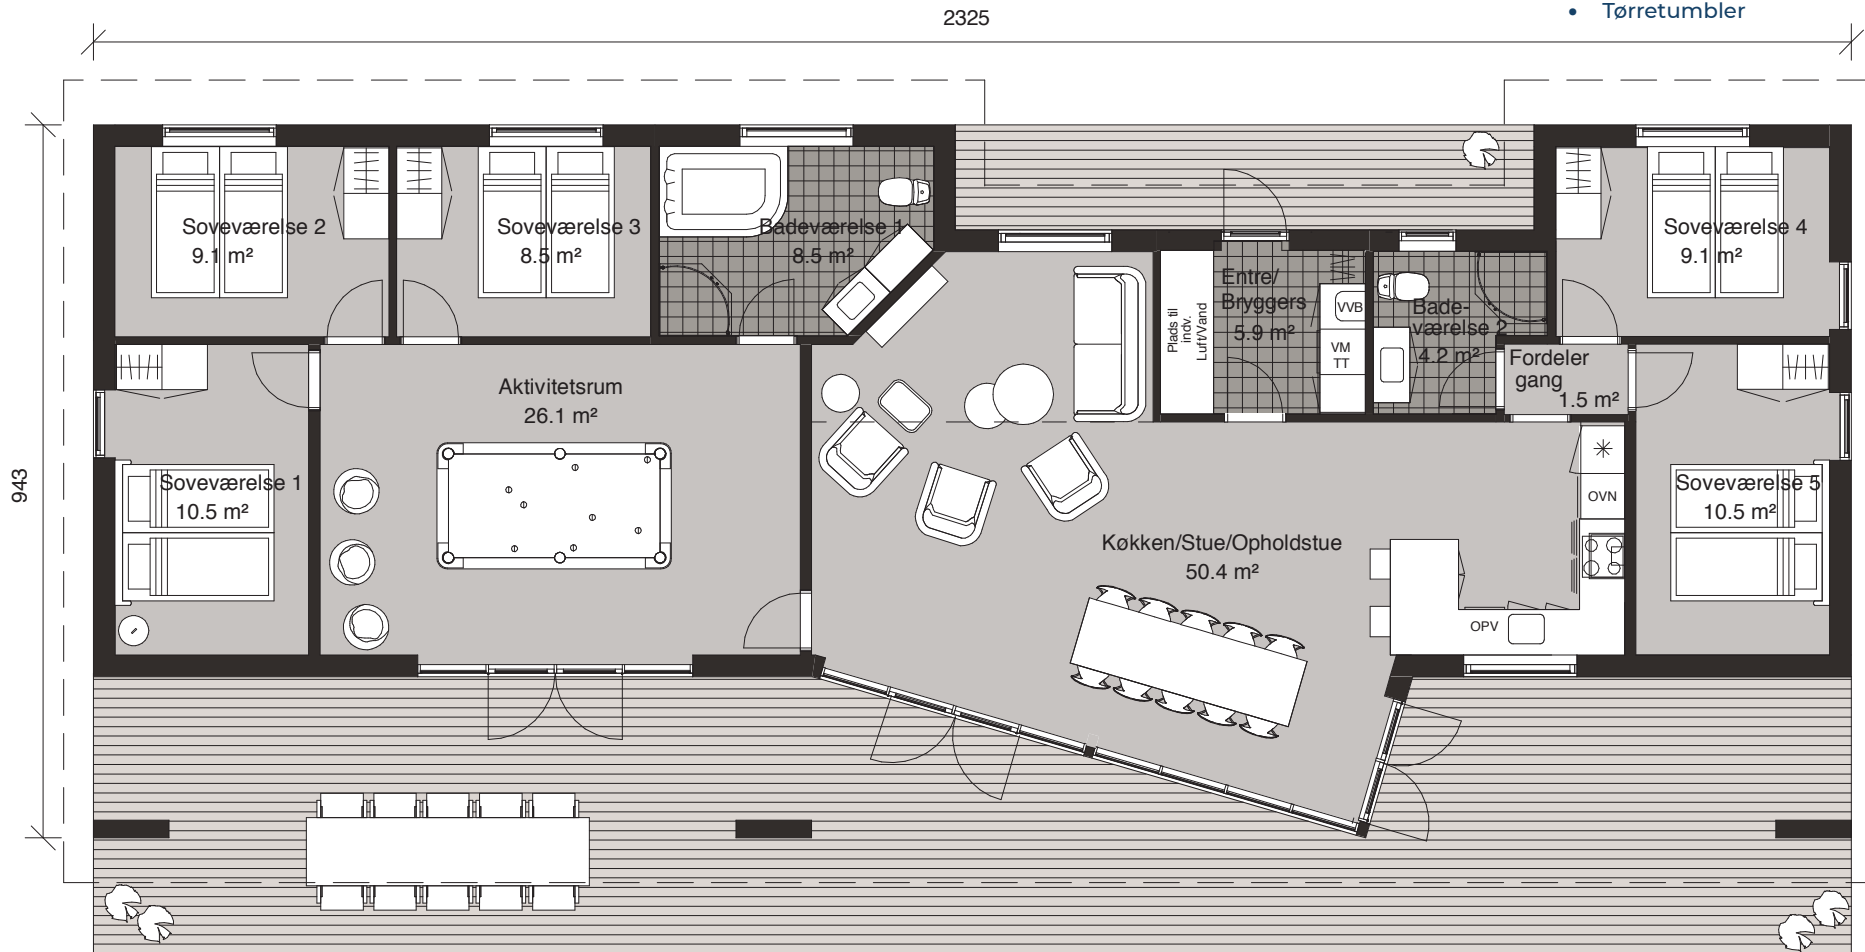 2325
• Tørretumbler
943
Soveværelse 2
9.1 m²
Soveværelse 3
8.5 m²
Badeværelse 1
8.5 m²
Plads til
indv.
Luft/Vand
Entre/
Bryggers
5.9 m²
VVB
VM
TT
Bade-
værelse 2
4.2 m²
Soveværelse 4
9.1 m²
Fordeler
gang
1.5 m²
Aktivitetsrum
26.1 m²
Soveværelse 1
10.5 m²
Køkken/Stue/Opholdstue
50.4 m²
OVN
OPV
Soveværelse 5
10.5 m²